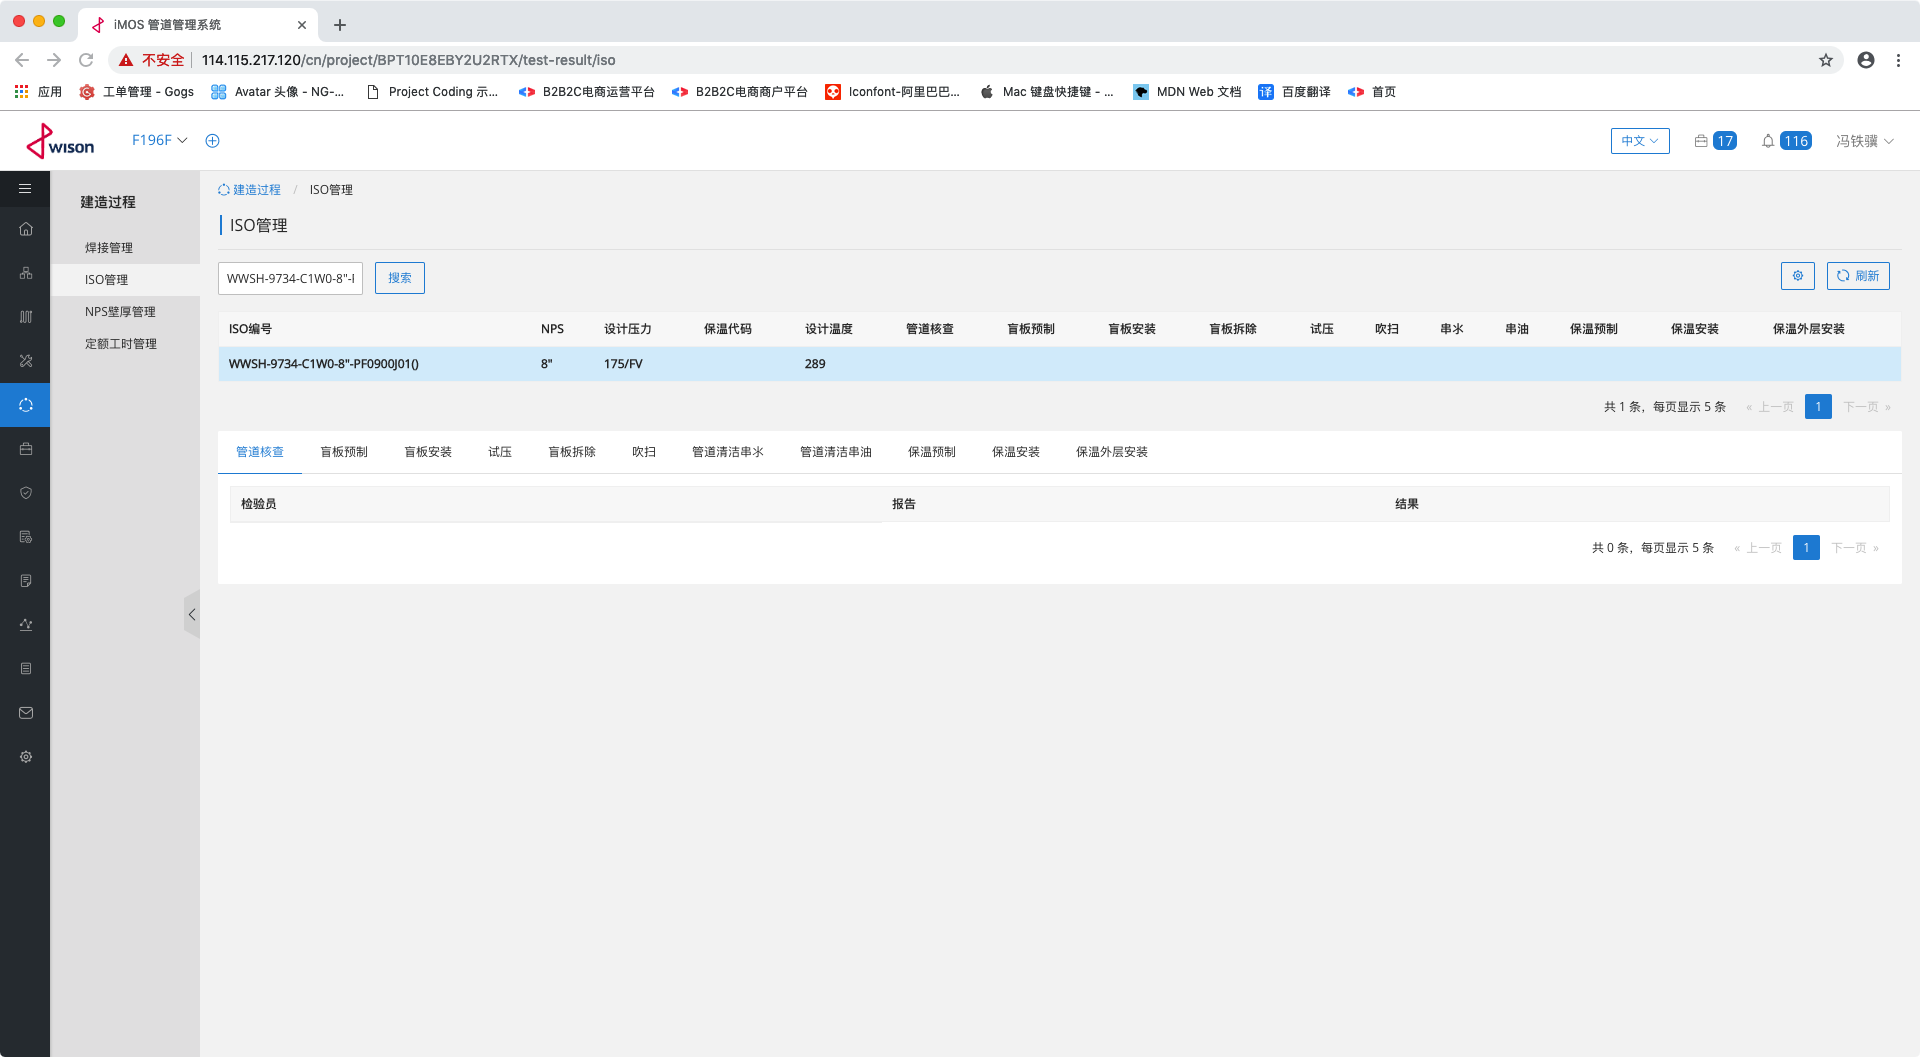 iMOS 管道管理系统
不安全 114.115.217.120/cn/project/BPT10E8EBY2U2RTX/test-result/iso
应用 工单管理 - Gogs Avatar 头像 - NG-... Project Coding 示... B2B2C电商运营平台 B2B2C电商商户平台 Iconfont-阿里巴巴... Mac 键盘快捷键 - ... MDN Web 文档 译 百度翻译 首页
wison F196F 中文 17 116 冯铁骥
建造过程
焊接管理
ISO管理
NPS壁厚管理
定额工时管理
建造过程 / ISO管理
ISO管理
WWSH-9734-C1W0-8"-I 搜索 刷新
ISO编号 NPS 设计压力 保温代码 设计温度 管道核查 盲板预制 盲板安装 盲板拆除 试压 吹扫 串水 串油 保温预制 保温安装 保温外层安装
WWSH-9734-C1W0-8"-PF0900J01() 8" 175/FV 289
共 1 条，每页显示 5 条 « 上一页 1 下一页 »
管道核查 盲板预制 盲板安装 试压 盲板拆除 吹扫 管道清洁串水 管道清洁串油 保温预制 保温安装 保温外层安装
检验员 报告 结果
共 0 条，每页显示 5 条 « 上一页 1 下一页 »